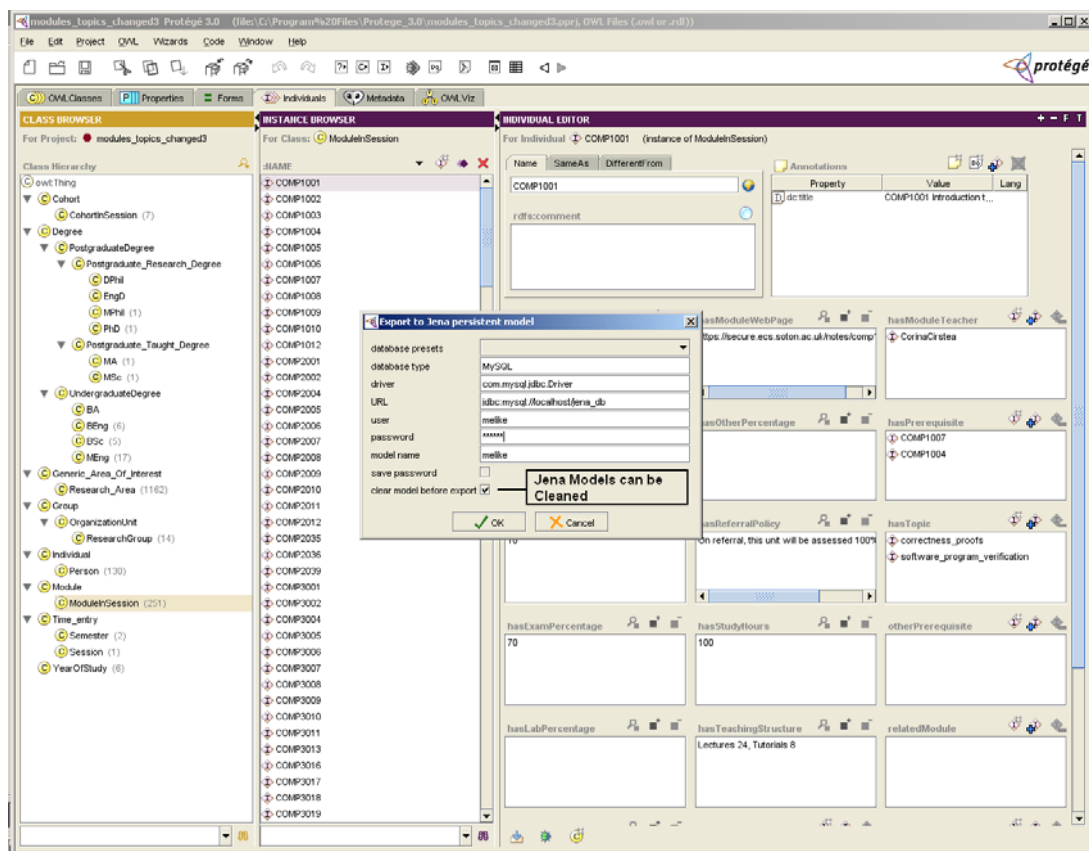 modules_topics_changed3 Protégé 3.0 (file:\C:\Program%20Files\Protege_3.0\modules_topics_changed3.pprj, OWL Files (.owl or .rdf))
File Edit Project OWL Wizards Code Window Help
protégé
OWLClasses Properties Forms Individuals Metadata OWLViz
CLASS BROWSER
For Project: modules_topics_changed3
Class Hierarchy
owl:Thing
Cohort
CohortInSession (7)
Degree
PostgraduateDegree
Postgraduate_Research_Degree
DPhil
EngD
MPhil (1)
PhD (1)
Postgraduate_Taught_Degree
MA (1)
MSc (1)
UndergraduateDegree
BA
BEng (6)
BSc (5)
MEng (17)
Generic_Area_Of_Interest
Research_Area (1162)
Group
OrganizationUnit
ResearchGroup (14)
Individual
Person (130)
Module
ModuleInSession (251)
Time_entry
Semester (2)
Session (1)
YearOfStudy (6)
INSTANCE BROWSER
For Class: ModuleInSession
:NAME
COMP1001
COMP1002
COMP1003
COMP1004
COMP1005
COMP1006
COMP1007
COMP1008
COMP1009
COMP1010
COMP1012
COMP2001
COMP2002
COMP2004
COMP2005
COMP2006
COMP2007
COMP2008
COMP2009
COMP2010
COMP2011
COMP2012
COMP2035
COMP2036
COMP2039
COMP3001
COMP3002
COMP3004
COMP3005
COMP3006
COMP3007
COMP3008
COMP3009
COMP3010
COMP3011
COMP3013
COMP3016
COMP3017
COMP3018
COMP3019
INDIVIDUAL EDITOR
+ − F T
For Individual COMP1001 (instance of ModuleInSession)
Name SameAs DifferentFrom
COMP1001
rdfs:comment
Annotations
Property Value Lang
dc:title COMP1001 Introduction t...
Export to Jena persistent model
database presets
database type MySQL
driver com.mysql.jdbc.Driver
URL jdbc:mysql://localhost/jena_db
user melike
password ******
model name melike
save password
clear model before export
Jena Models can be
Cleaned
OK Cancel
hasModuleWebPage hasModuleTeacher
https://secure.ecs.soton.ac.uk/notes/comp CorinaCirstea
hasOtherPercentage hasPrerequisite
COMP1007
COMP1004
hasReferralPolicy hasTopic
10 On referral, this unit will be assessed 100% correctness_proofs
software_program_verification
hasExamPercentage hasStudyHours otherPrerequisite
70 100
hasLabPercentage hasTeachingStructure relatedModule
Lectures 24, Tutorials 8